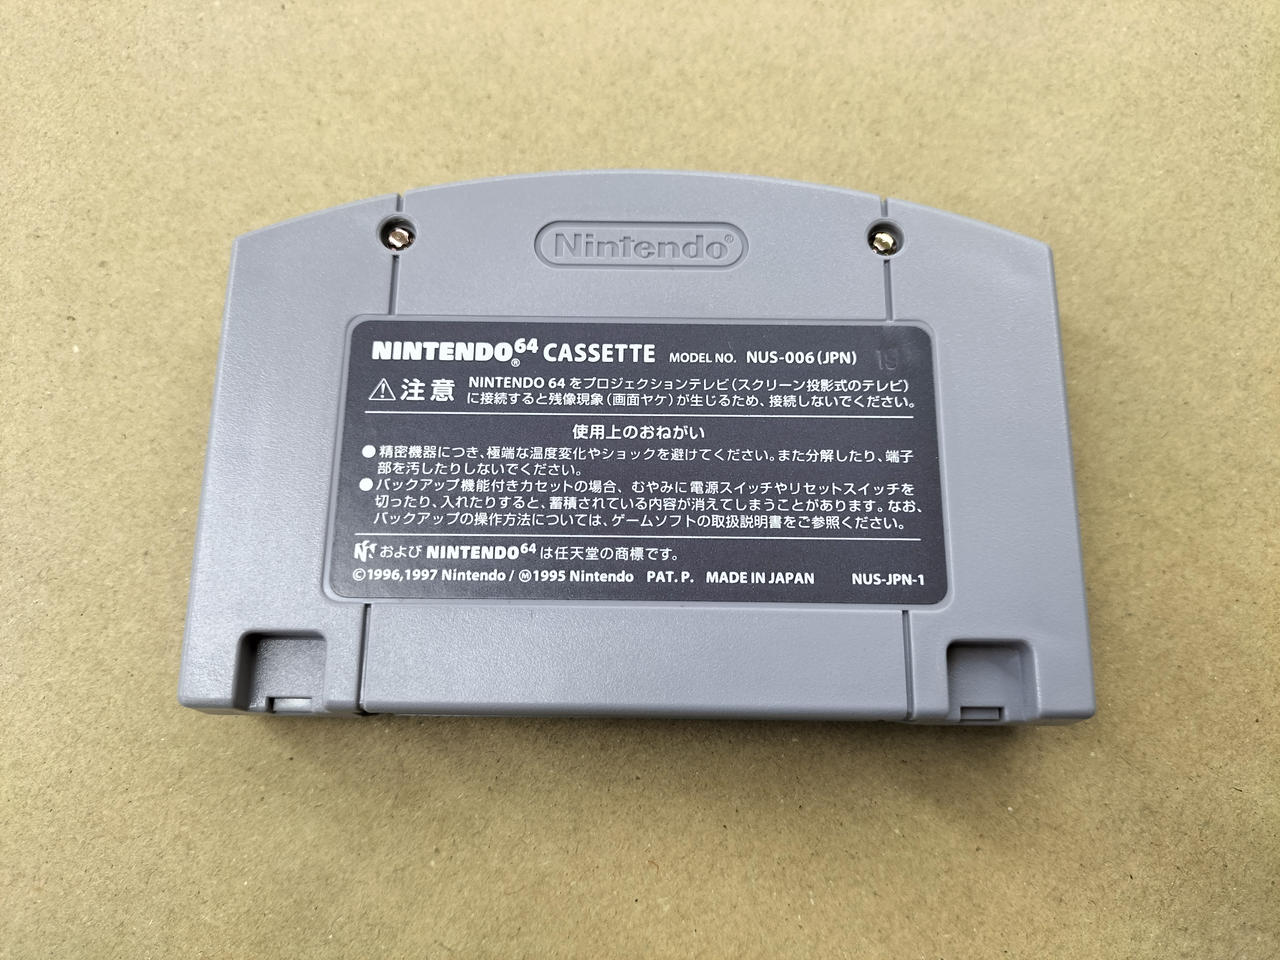 Nintendo®
NINTENDO64® CASSETTE MODEL NO. NUS-006(JPN) 19
⚠注意 NINTENDO 64 をプロジェクションテレビ(スクリーン投影式のテレビ)
に接続すると残像現象(画面ヤケ)が生じるため、接続しないでください。
使用上のおねがい
●精密機器につき、極端な温度変化やショックを避けてください。また分解したり、端子
部を汚したりしないでください。
●バックアップ機能付きカセットの場合、むやみに電源スイッチやリセットスイッチを
切ったり、入れたりすると、蓄積されている内容が消えてしまうことがあります。なお、
バックアップの操作方法については、ゲームソフトの取扱説明書をご参照ください。
および NINTENDO64 は任天堂の商標です。
©1996,1997 Nintendo / Ⓜ1995 Nintendo PAT. P. MADE IN JAPAN NUS-JPN-1